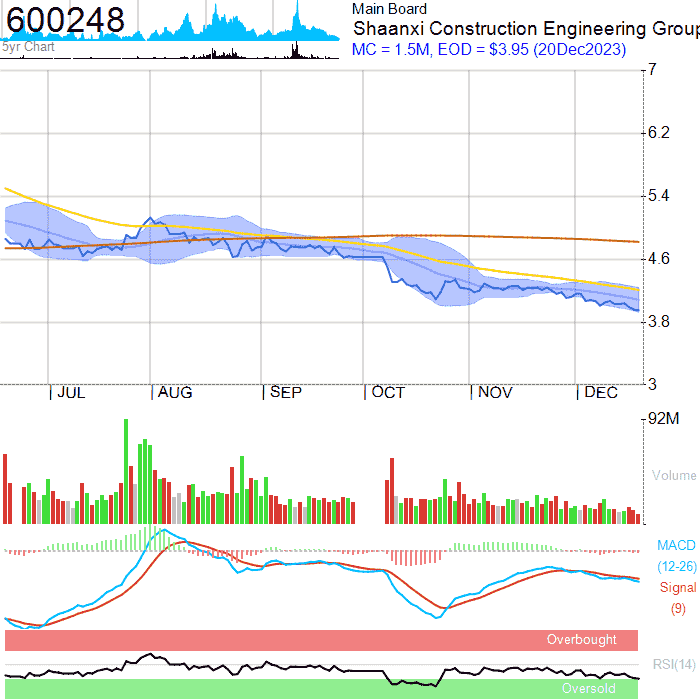 600248
5yr Chart
Main Board
Shaanxi Construction Engineering Group
MC = 1.5M, EOD = $3.95 (20Dec2023)
7
6.2
5.4
4.6
3.8
3
JUL AUG SEP OCT NOV DEC
92M
Volume
MACD
(12-26)
Signal
(9)
Overbought
RSI(14)
Oversold